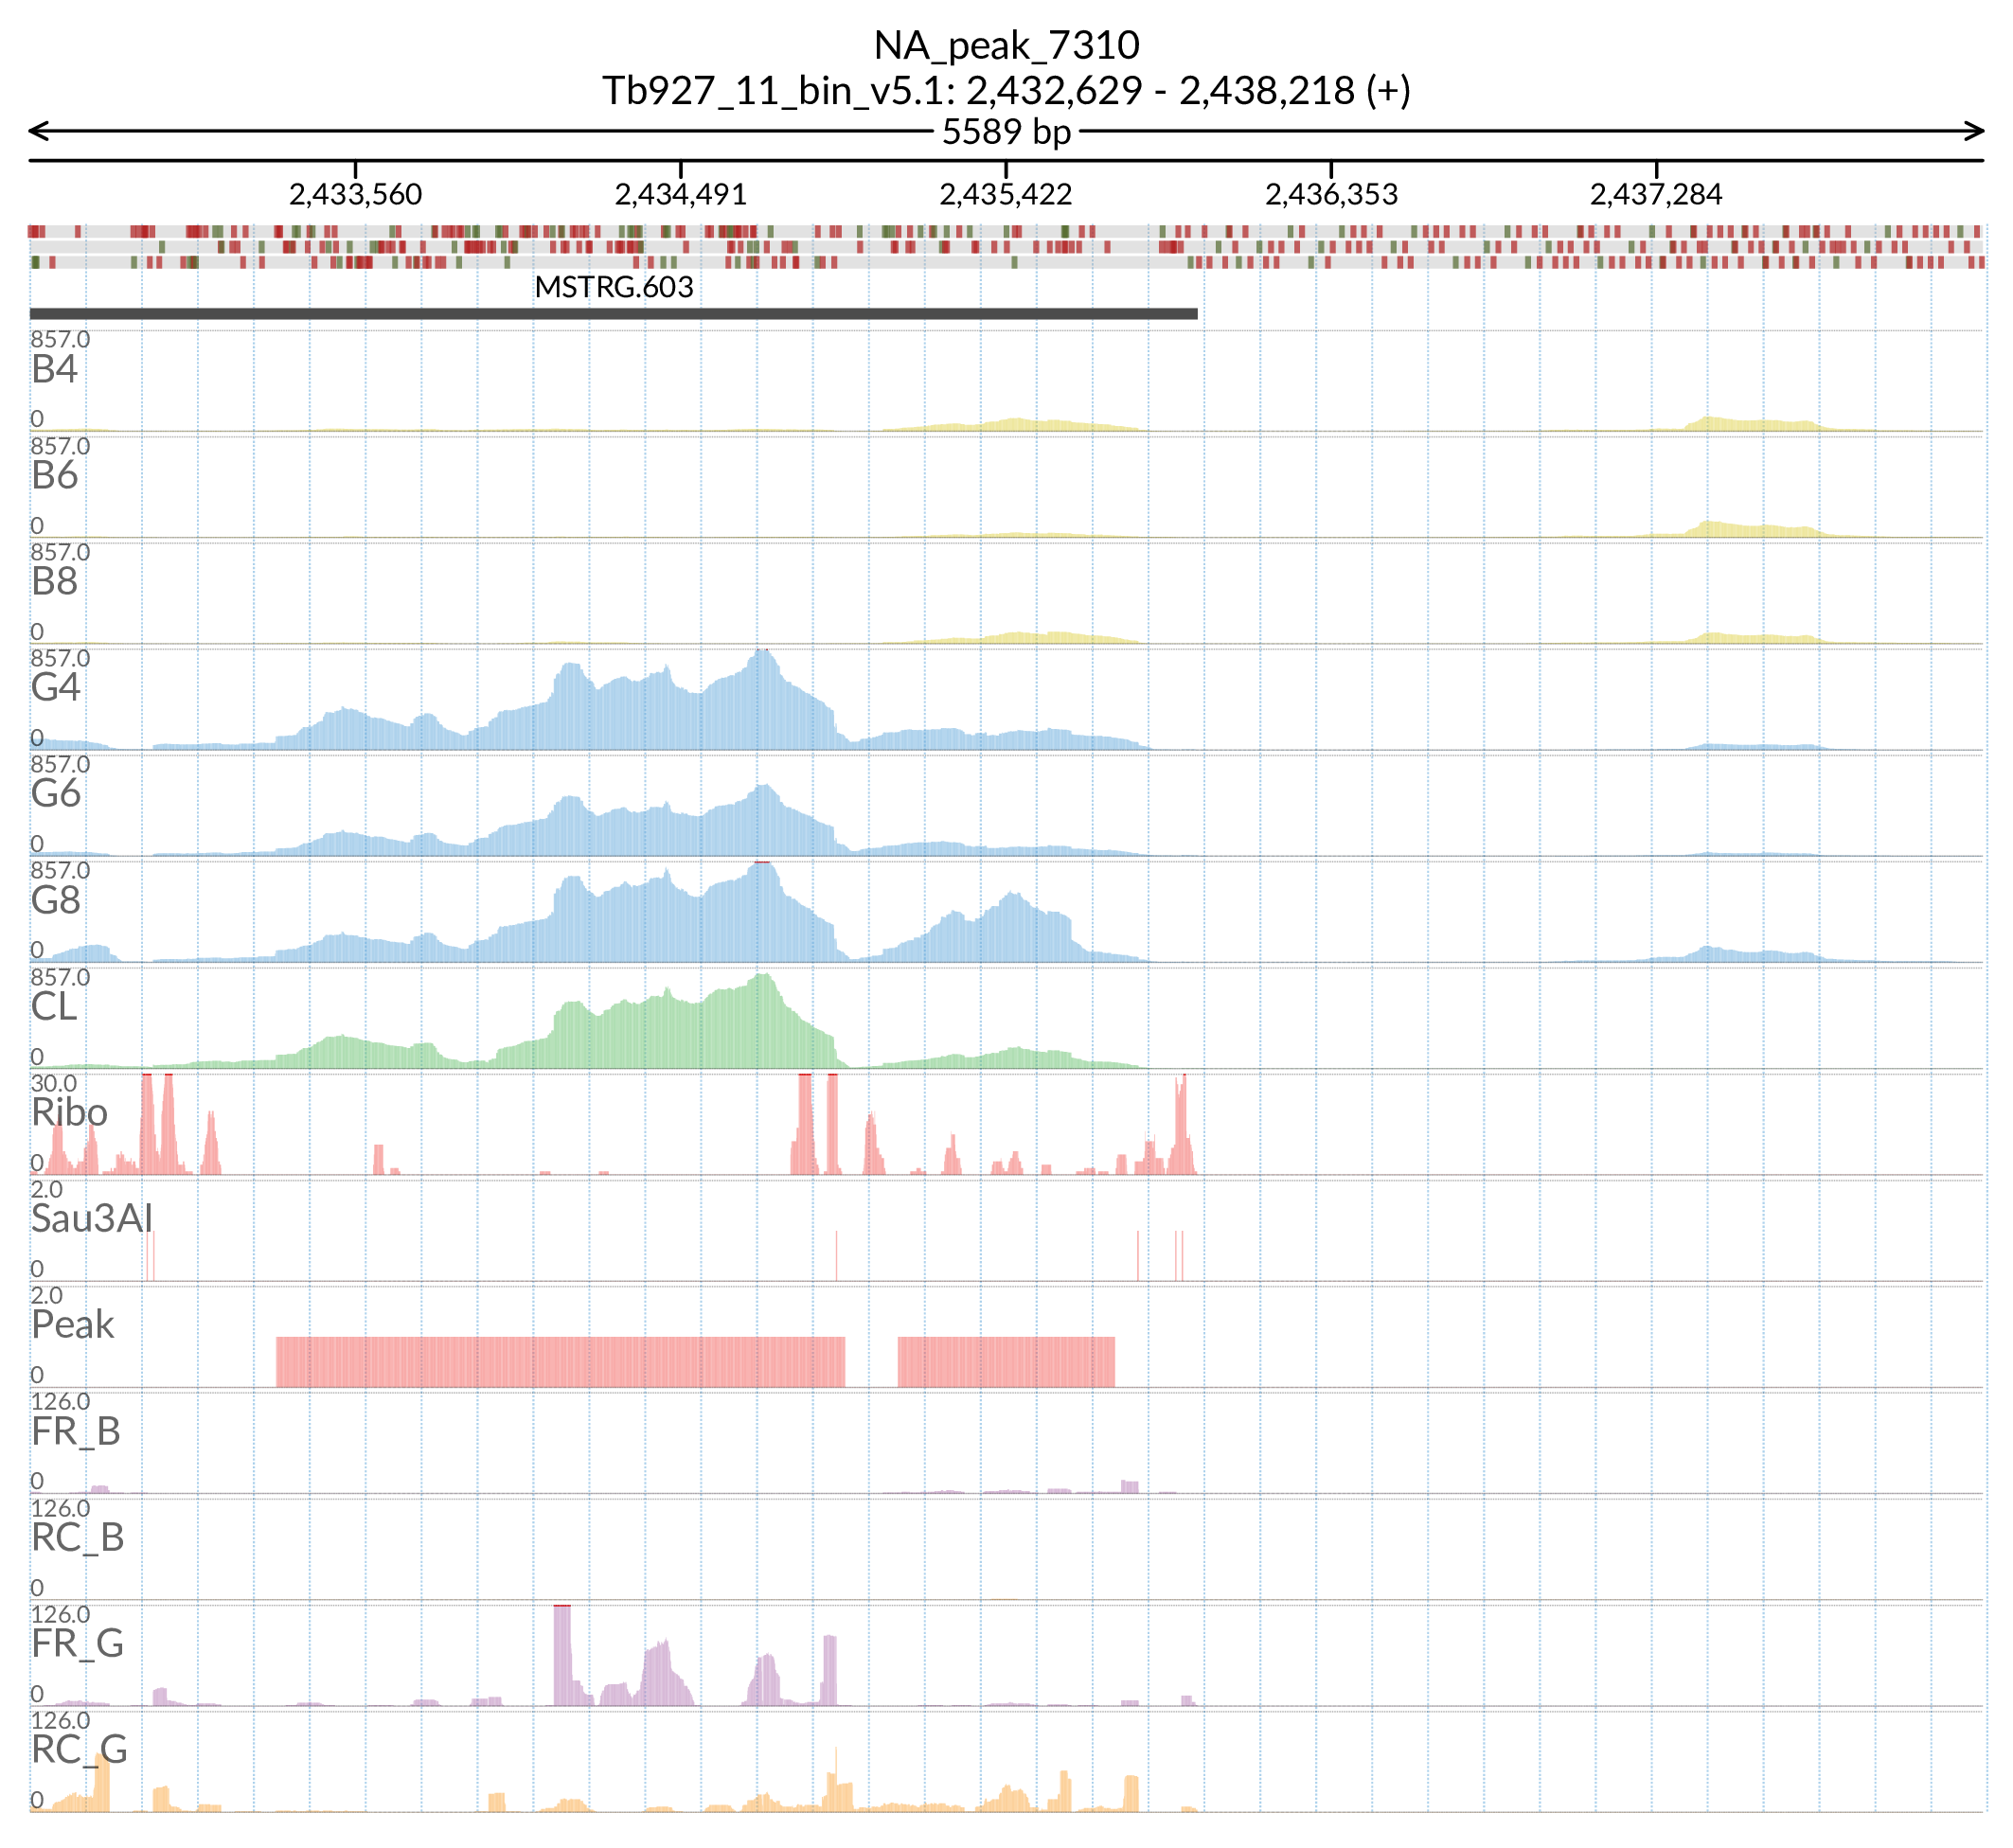 NA_peak_7310
Tb927_11_bin_v5.1: 2,432,629 - 2,438,218 (+)
5589 bp
2,433,560 2,434,491 2,435,422 2,436,353 2,437,284
MSTRG.603
857.0
B4
0
857.0
B6
0
857.0
B8
0
857.0
G4
0
857.0
G6
0
857.0
G8
0
857.0
CL
0
30.0
Ribo
0
2.0
Sau3AI
0
2.0
Peak
0
126.0
FR_B
0
126.0
RC_B
0
126.0
FR_G
0
126.0
RC_G
0